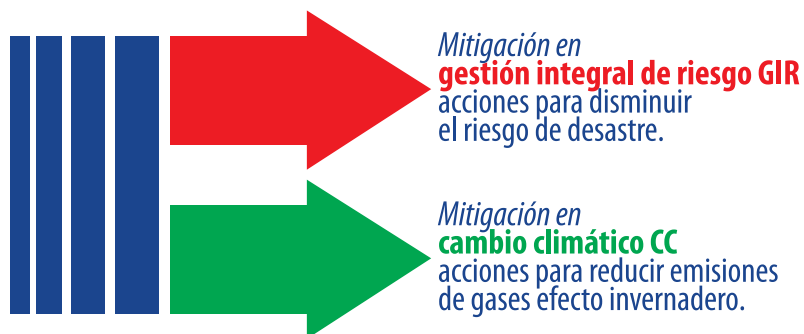 Mitigación en
gestión integral de riesgo GIR
acciones para disminuir
el riesgo de desastre.
Mitigación en
cambio climático CC
acciones para reducir emisiones
de gases efecto invernadero.